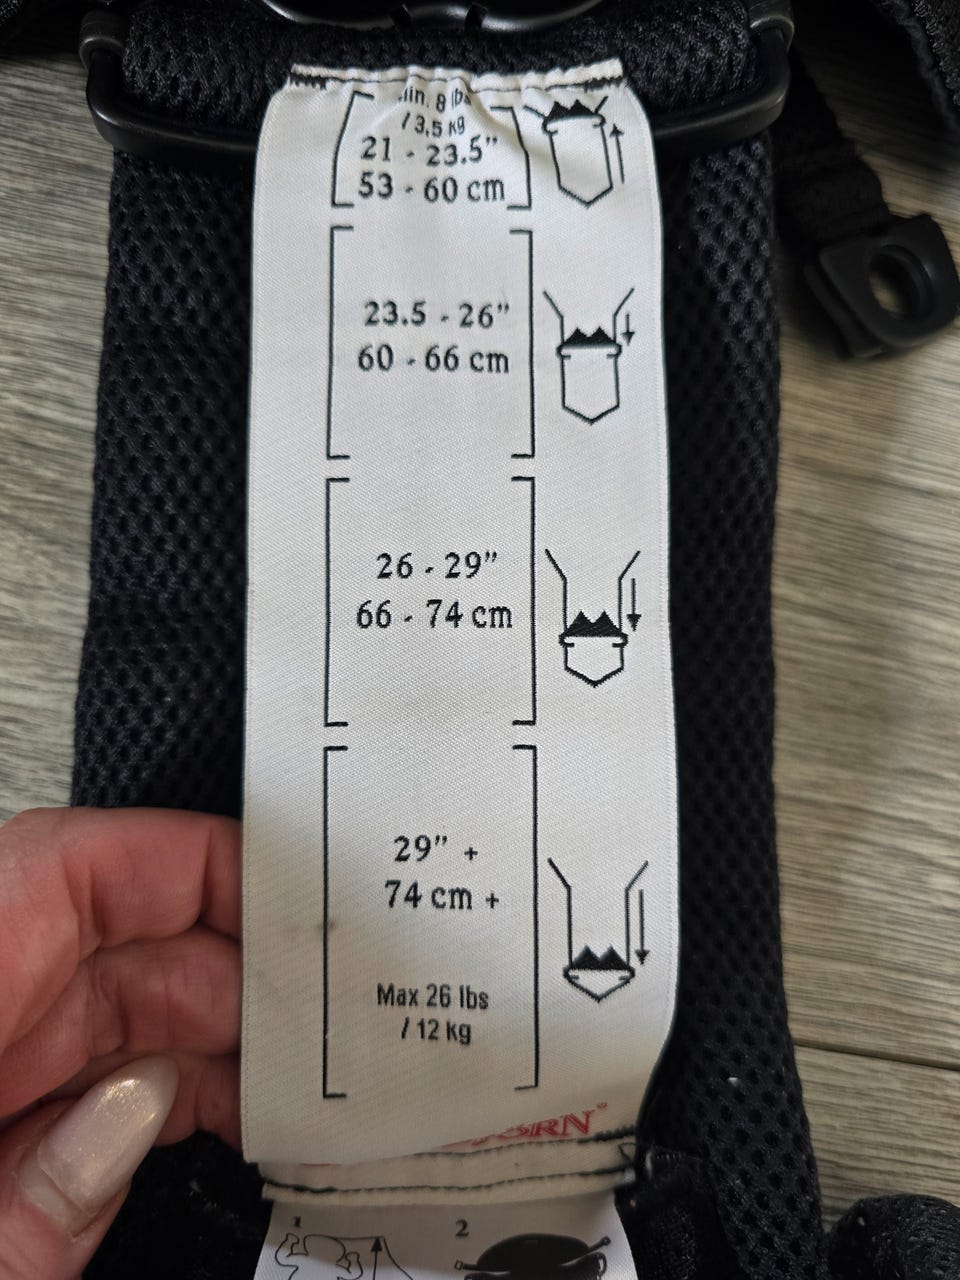 8 lbs
/ 3,5 kg
21 - 23.5"
53 - 60 cm
23.5 - 26"
60 - 66 cm
26 - 29"
66 - 74 cm
29" +
74 cm +
Max 26 lbs
/ 12 kg
1 2